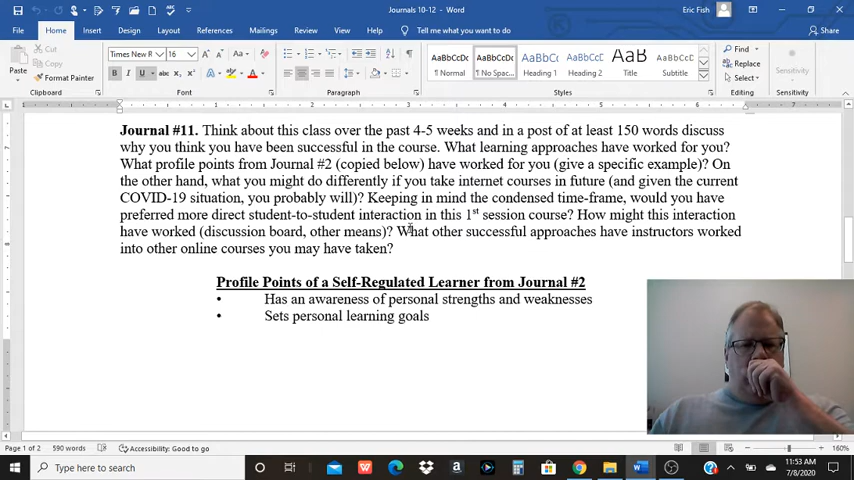 Journals 10-12 - Word
Eric Fish
File
Home
Insert
Design
Layout
References
Mailings
Review
View
Help
Tell me what you want to do
Share
Paste
Cut
Copy
Format Painter
Clipboard
Times New R
16
Font
Paragraph
AaBbCcDc
¶ Normal
AaBbCcDc
¶ No Spac...
AaBbC
Heading 1
AaBbCcD
Heading 2
AaB
Title
AaBbCcD
Subtitle
Styles
Find
Replace
Select
Editing
Sensitivity
Sensitivity
Journal #11. Think about this class over the past 4-5 weeks and in a post of at least 150 words discuss
why you think you have been successful in the course. What learning approaches have worked for you?
What profile points from Journal #2 (copied below) have worked for you (give a specific example)? On
the other hand, what you might do differently if you take internet courses in future (and given the current
COVID-19 situation, you probably will)? Keeping in mind the condensed time-frame, would you have
preferred more direct student-to-student interaction in this 1st session course? How might this interaction
have worked (discussion board, other means)? What other successful approaches have instructors worked
into other online courses you may have taken?
Profile Points of a Self-Regulated Learner from Journal #2
• Has an awareness of personal strengths and weaknesses
• Sets personal learning goals
Page 1 of 2
590 words
Accessibility: Good to go
80%
Type here to search
11:53 AM
7/8/2020